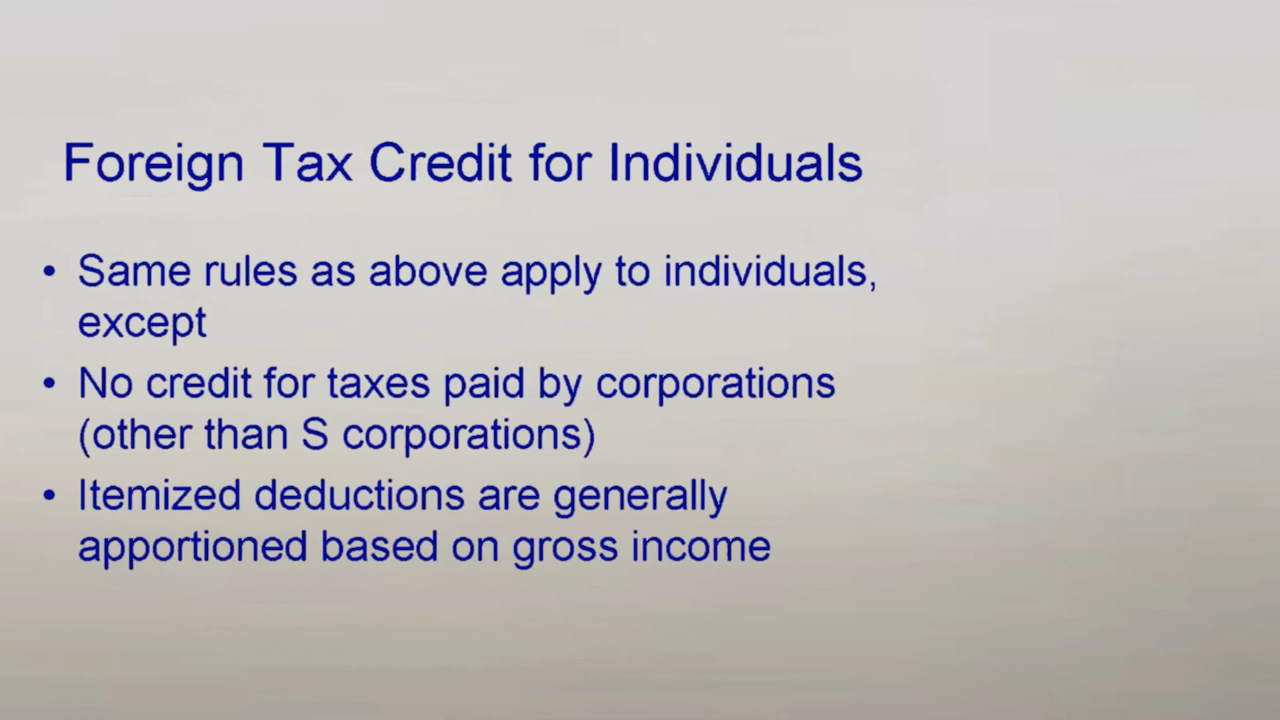 Foreign Tax Credit for Individuals
• Same rules as above apply to individuals,
except
• No credit for taxes paid by corporations
(other than S corporations)
• Itemized deductions are generally
apportioned based on gross income